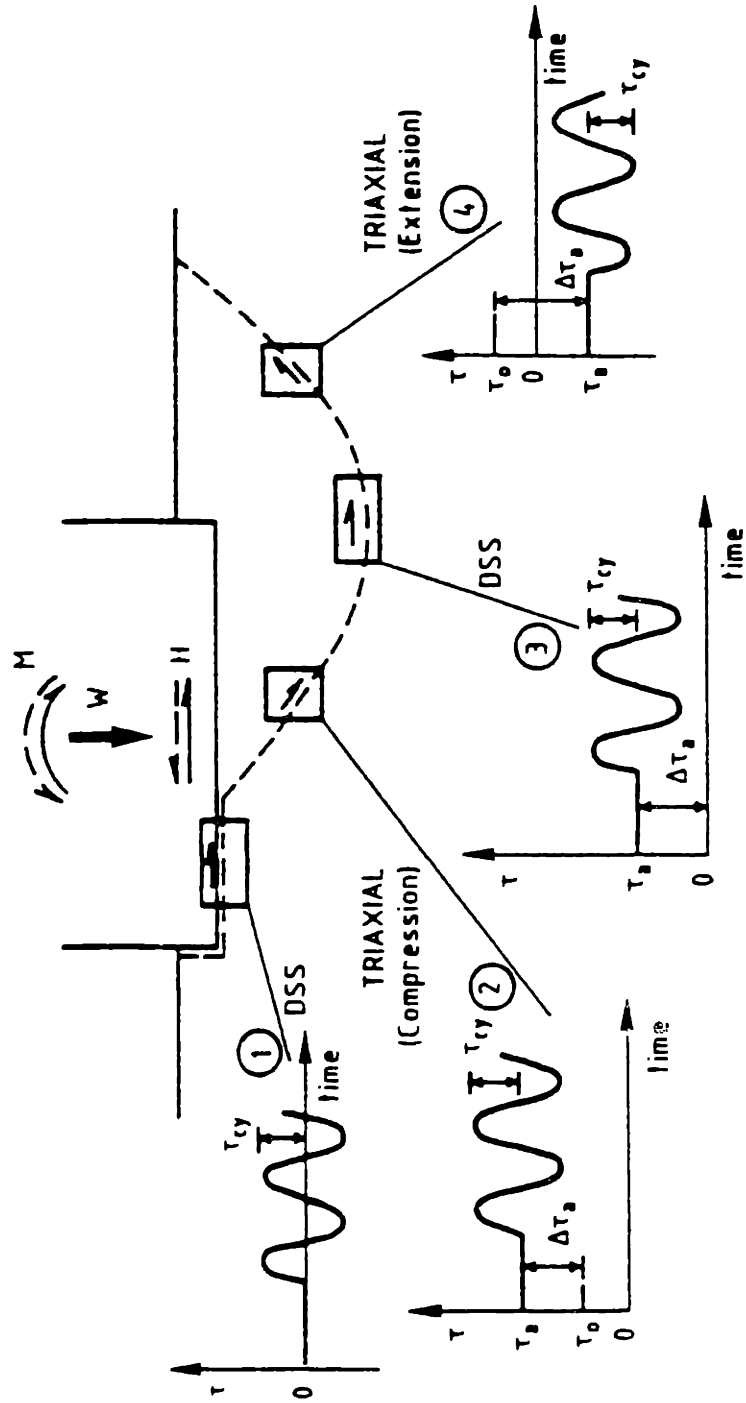 M
W
H
τ
0
τcy
time
1
DSS
TRIAXIAL
(Compression)
2
τ
τa
τo
0
Δτa
τcy
time
3
DSS
τ
τa
0
Δτa
τcy
time
TRIAXIAL
(Extension)
4
τ
τo
0
τa
Δτa
τcy
time